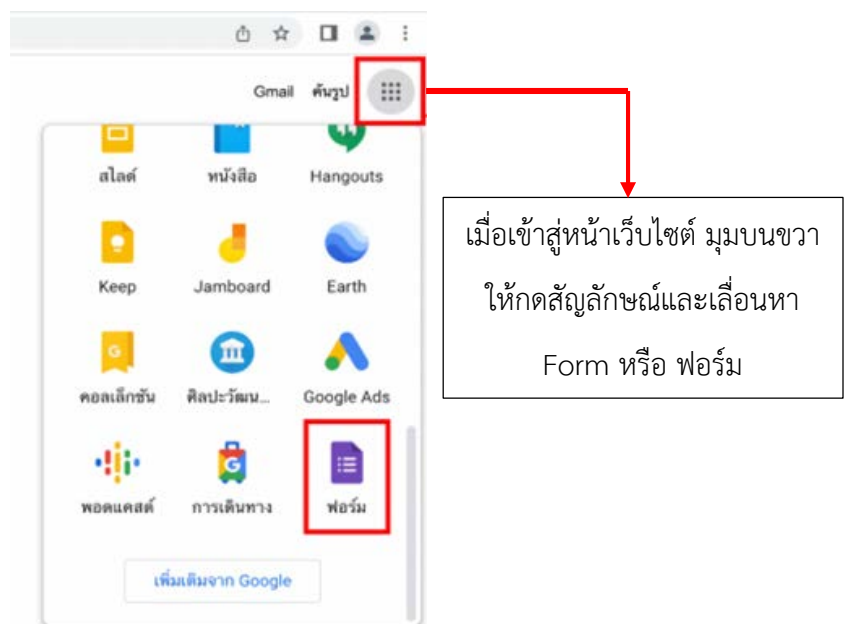 Gmail ค้นรูป
สไลด์ หนังสือ Hangouts
Keep Jamboard Earth
คอลเล็กชัน ศิลปะวัฒน... Google Ads
พอดแคสต์ การเดินทาง ฟอร์ม
เพิ่มเติมจาก Google
เมื่อเข้าสู่หน้าเว็บไซต์ มุมบนขวา
ให้กดสัญลักษณ์และเลื่อนหา
Form หรือ ฟอร์ม